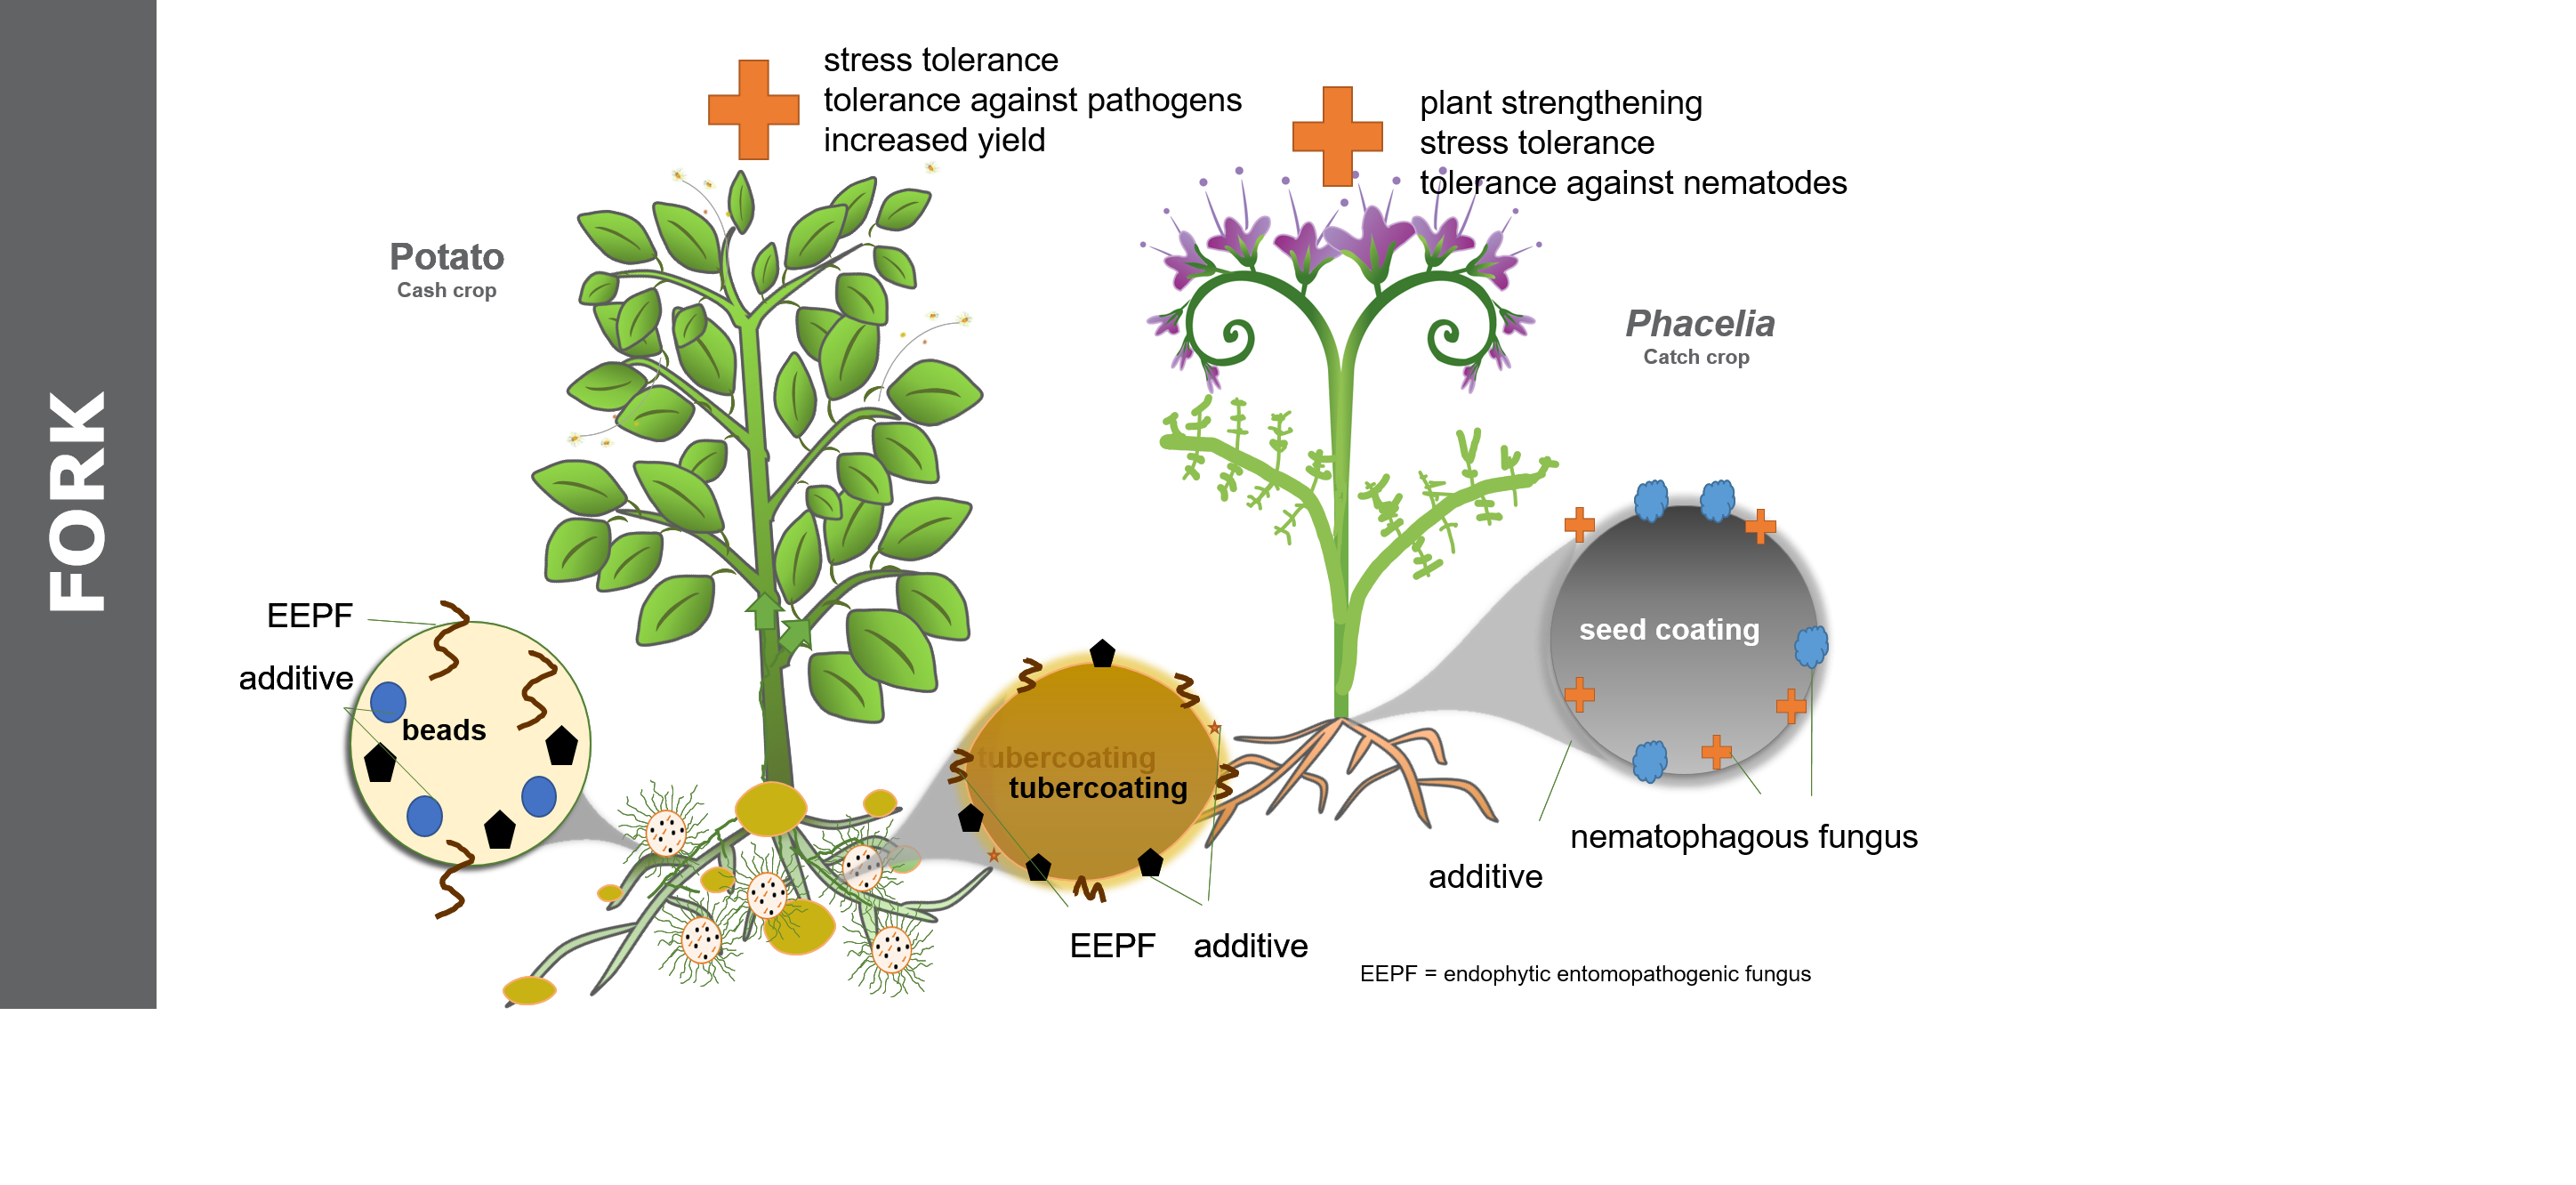 FORK
stress tolerance
tolerance against pathogens
increased yield
plant strengthening
stress tolerance
tolerance against nematodes
Potato
Cash crop
Phacelia
Catch crop
EEPF
additive
beads
seed coating
tubercoating
tubercoating
nematophagous fungus
additive
EEPF
additive
EEPF = endophytic entomopathogenic fungus